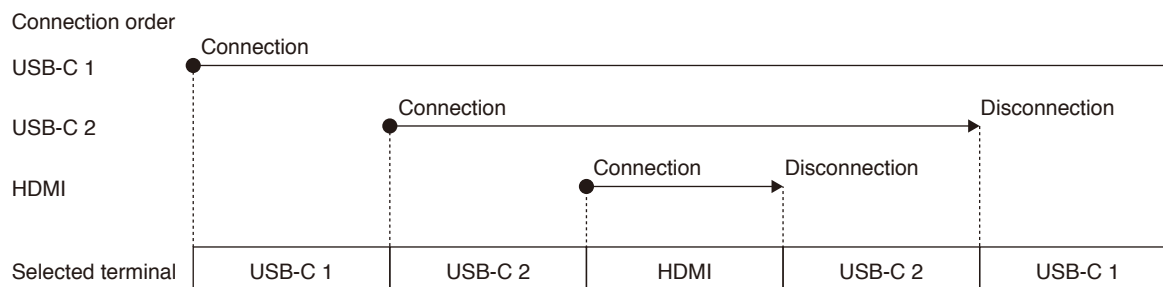 Connection order
Connection
USB-C 1
Connection
Disconnection
USB-C 2
Connection
Disconnection
HDMI
Selected terminal
USB-C 1
USB-C 2
HDMI
USB-C 2
USB-C 1